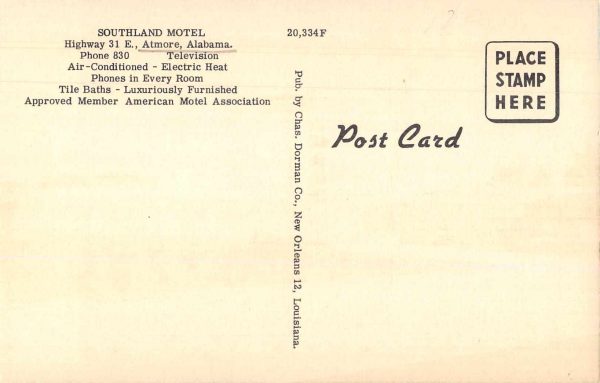 SOUTHLAND MOTEL
Highway 31 E., Atmore, Alabama.
Phone 830 Television
Air-Conditioned - Electric Heat
Phones in Every Room
Tile Baths - Luxuriously Furnished
Approved Member American Motel Association
20,334F
Pub. by Chas. Dorman Co., New Orleans 12, Louisiana.
Post Card
PLACE
STAMP
HERE